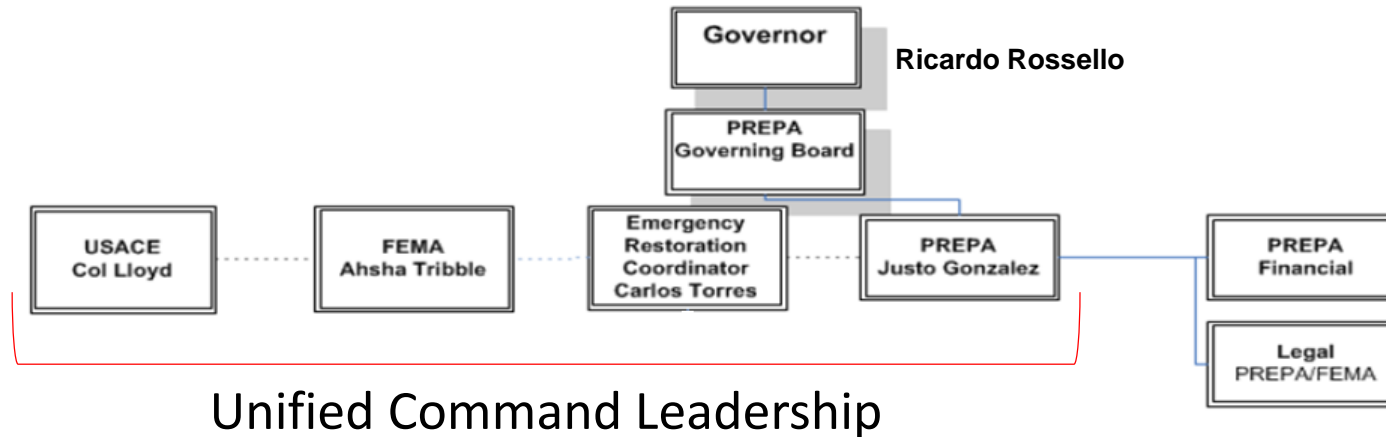 Governor
Ricardo Rossello
PREPA
Governing Board
USACE
Col Lloyd
FEMA
Ahsha Tribble
Emergency
Restoration
Coordinator
Carlos Torres
PREPA
Justo Gonzalez
PREPA
Financial
Legal
PREPA/FEMA
Unified Command Leadership